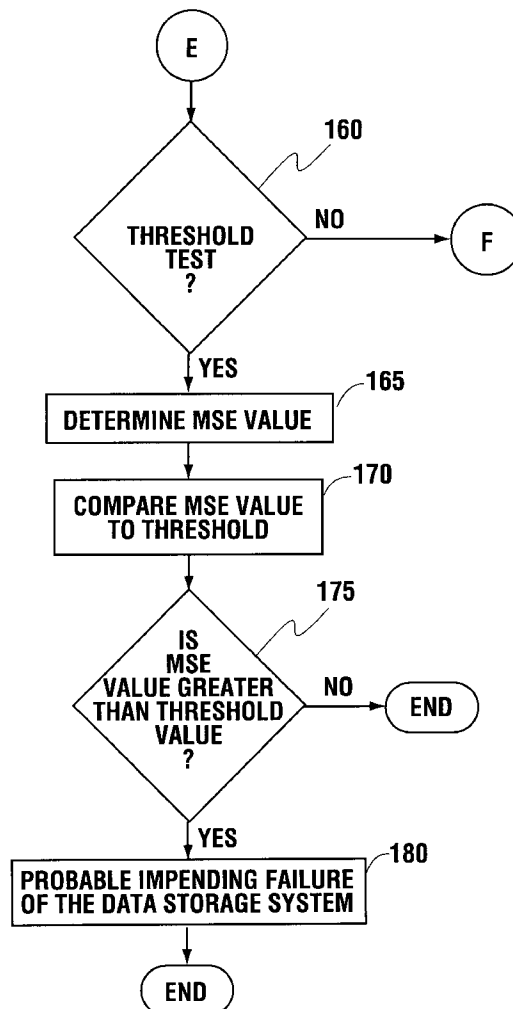 E
160
THRESHOLD
TEST
?
NO
F
YES
165
DETERMINE MSE VALUE
170
COMPARE MSE VALUE
TO THRESHOLD
175
IS
MSE
VALUE GREATER
THAN THRESHOLD
VALUE
?
NO
END
YES
180
PROBABLE IMPENDING FAILURE
OF THE DATA STORAGE SYSTEM
END